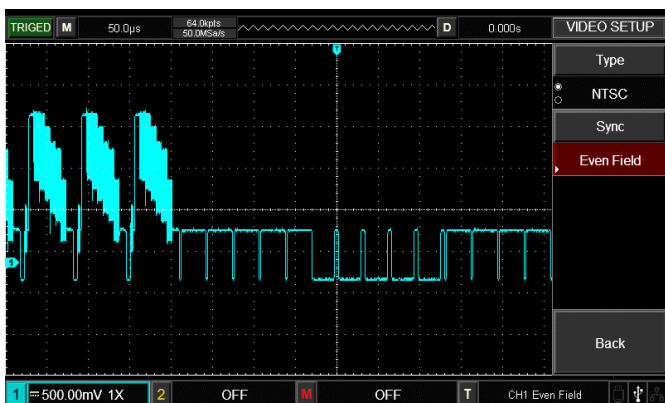 TRIGED M 50.0μs 64.0kpts D 0.000s VIDEO SETUP
50.0MSa/s
T
Type
NTSC
Sync
Even Field
1
Back
1 500.00mV 1X 2 OFF M OFF T CH1 Even Field